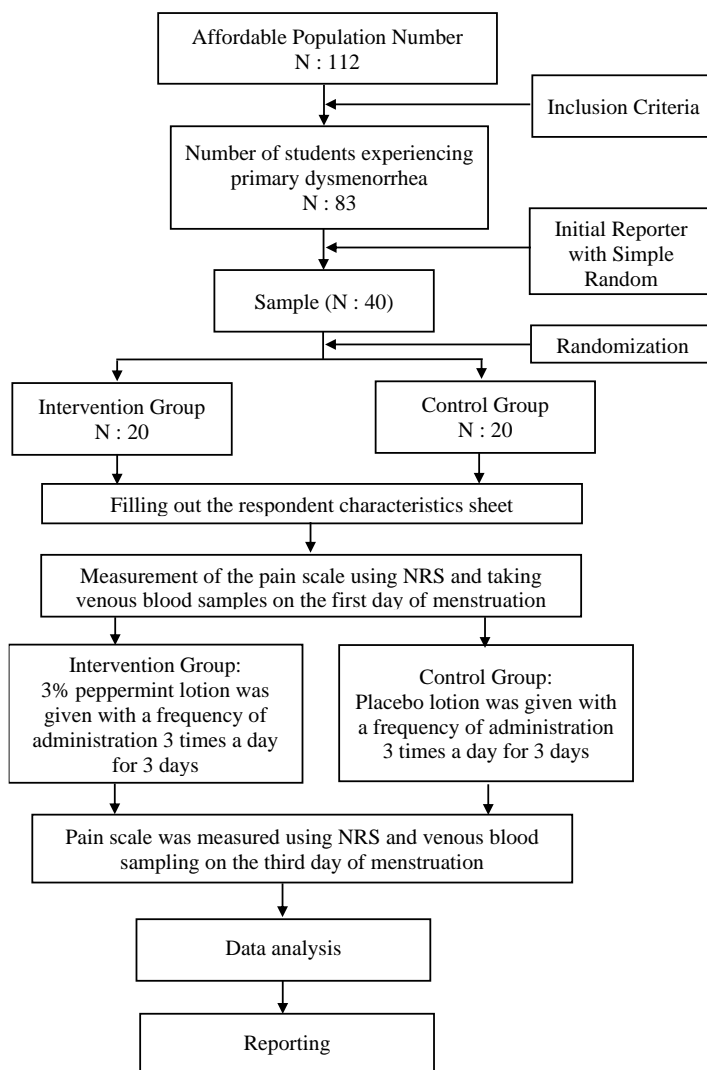 Affordable Population Number
N : 112
Inclusion Criteria
Number of students experiencing
primary dysmenorrhea
N : 83
Initial Reporter
with Simple
Random
Sample (N : 40)
Randomization
Intervention Group
N : 20
Control Group
N : 20
Filling out the respondent characteristics sheet
Measurement of the pain scale using NRS and taking
venous blood samples on the first day of menstruation
Intervention Group:
3% peppermint lotion was
given with a frequency of
administration 3 times a day
for 3 days
Control Group:
Placebo lotion was given with
a frequency of administration
3 times a day for 3 days
Pain scale was measured using NRS and venous blood
sampling on the third day of menstruation
Data analysis
Reporting